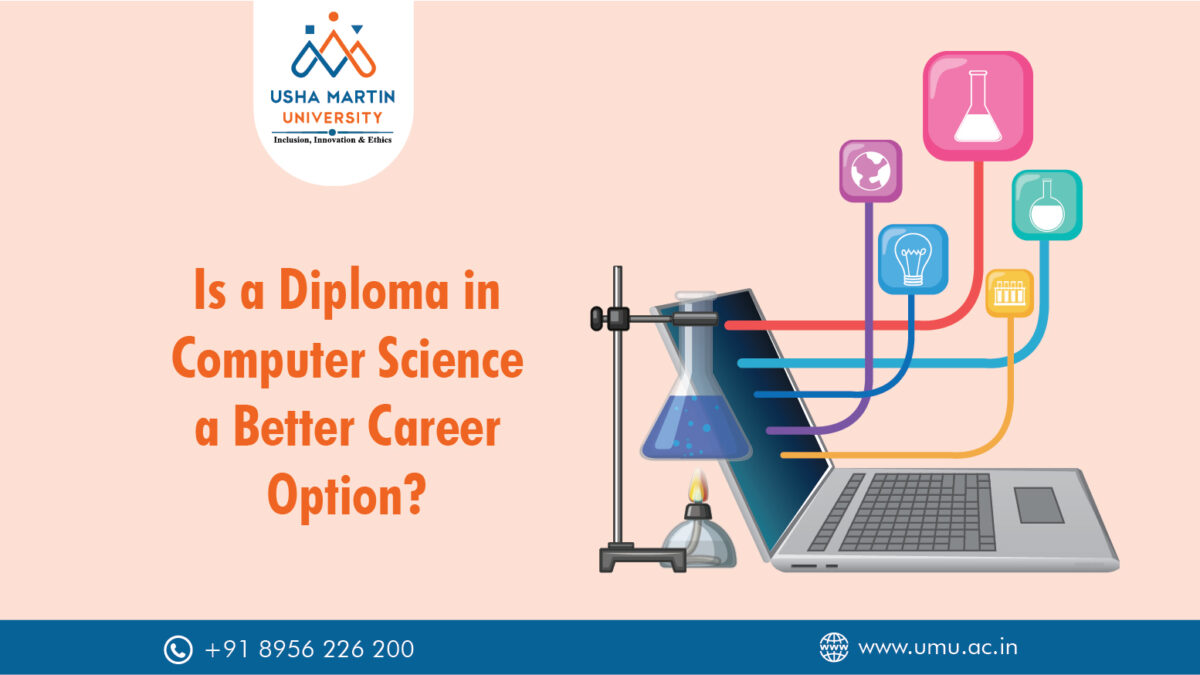 USHA MARTIN
UNIVERSITY
Inclusion, Innovation & Ethics
Is a Diploma in
Computer Science
a Better Career
Option?
+91 8956 226 200
www
www.umu.ac.in